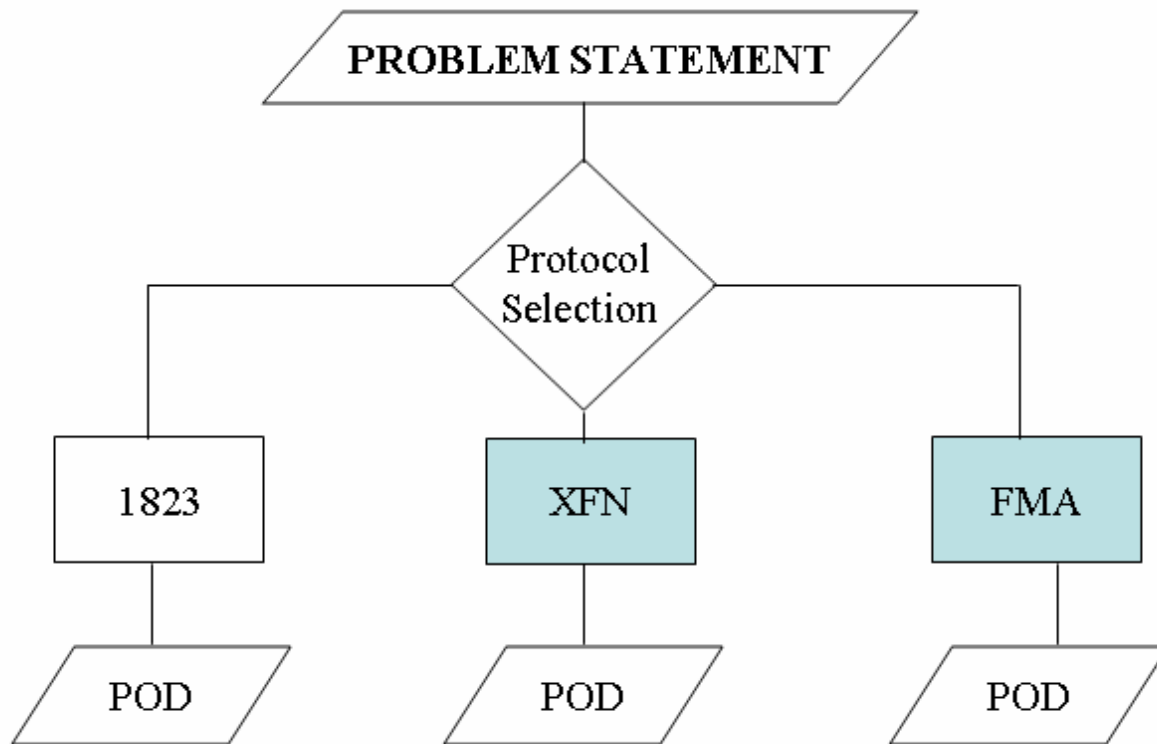 PROBLEM STATEMENT
Protocol
Selection
1823
XFN
FMA
POD
POD
POD